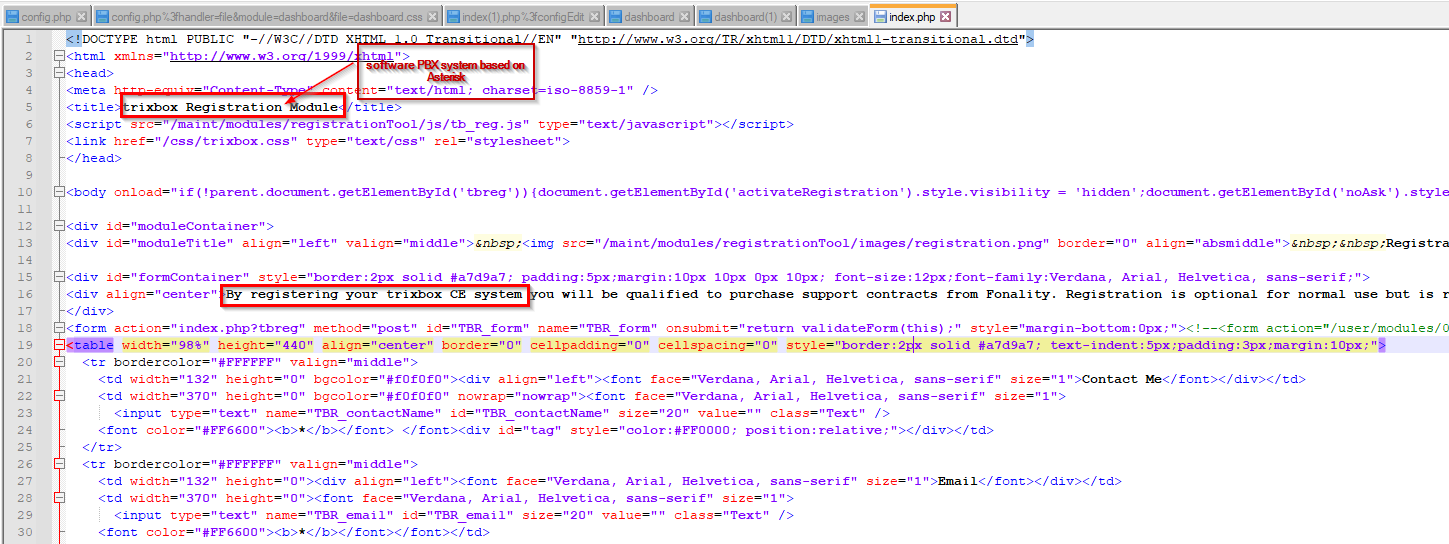 config.php config.php%3fhandler=file&module=dashboard&file=dashboard.css index(1).php%3fconfigEdit dashboard dashboard(1) images index.php
1 <!DOCTYPE html PUBLIC "-//W3C//DTD XHTML 1.0 Transitional//EN" "http://www.w3.org/TR/xhtml1/DTD/xhtml1-transitional.dtd">
2 <html xmlns="http://www.w3.org/1999/xhtml">
software PBX system based on
Asterisk
3 <head>
4 <meta http-equiv="Content-Type" content="text/html; charset=iso-8859-1" />
5 <title>trixbox Registration Module</title>
6 <script src="/maint/modules/registrationTool/js/tb_reg.js" type="text/javascript"></script>
7 <link href="/css/trixbox.css" type="text/css" rel="stylesheet">
8 </head>
9
10 <body onload="if(!parent.document.getElementById('tbreg')){document.getElementById('activateRegistration').style.visibility = 'hidden';document.getElementById('noAsk').style
11
12 <div id="moduleContainer">
13 <div id="moduleTitle" align="left" valign="middle">&nbsp;<img src="/maint/modules/registrationTool/images/registration.png" border="0" align="absmiddle">&nbsp;&nbsp;Registra
14
15 <div id="formContainer" style="border:2px solid #a7d9a7; padding:5px;margin:10px 10px 0px 10px; font-size:12px;font-family:Verdana, Arial, Helvetica, sans-serif;">
16 <div align="center">By registering your trixbox CE system you will be qualified to purchase support contracts from Fonality. Registration is optional for normal use but is r
17 </div>
18 <form action="index.php?tbreg" method="post" id="TBR_form" name="TBR_form" onsubmit="return validateForm(this);" style="margin-bottom:0px;"><!--<form action="/user/modules/0
19 <table width="98%" height="440" align="center" border="0" cellpadding="0" cellspacing="0" style="border:2px solid #a7d9a7; text-indent:5px;padding:3px;margin:10px;">
20 <tr bordercolor="#FFFFFF" valign="middle">
21 <td width="132" height="0" bgcolor="#f0f0f0"><div align="left"><font face="Verdana, Arial, Helvetica, sans-serif" size="1">Contact Me</font></div></td>
22 <td width="370" height="0" bgcolor="#f0f0f0" nowrap="nowrap"><font face="Verdana, Arial, Helvetica, sans-serif" size="1">
23 <input type="text" name="TBR_contactName" id="TBR_contactName" size="20" value="" class="Text" />
24 <font color="#FF6600"><b>*</b></font> </font><div id="tag" style="color:#FF0000; position:relative;"></div></td>
25 </tr>
26 <tr bordercolor="#FFFFFF" valign="middle">
27 <td width="132" height="0"><div align="left"><font face="Verdana, Arial, Helvetica, sans-serif" size="1">Email</font></div></td>
28 <td width="370" height="0"><font face="Verdana, Arial, Helvetica, sans-serif" size="1">
29 <input type="text" name="TBR_email" id="TBR_email" size="20" value="" class="Text" />
30 <font color="#FF6600"><b>*</b></font></font></td>